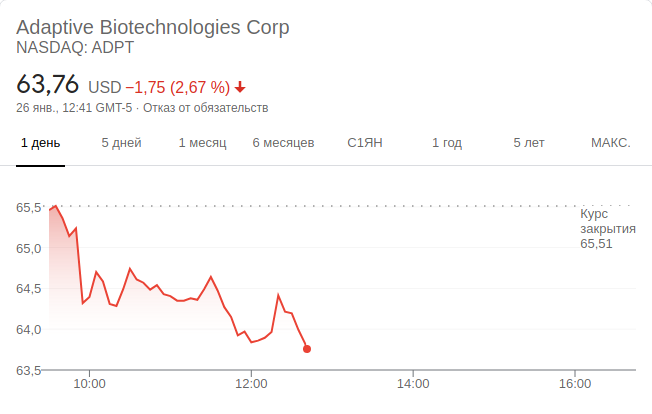 Adaptive Biotechnologies Corp
NASDAQ: ADPT
63,76 USD −1,75 (2,67 %)
26 янв., 12:41 GMT-5 · Отказ от обязательств
1 день 5 дней 1 месяц 6 месяцев С1ЯН 1 год 5 лет МАКС.
65,5
Курс
закрытия
65,51
65,0
64,5
64,0
63,5
10:00 12:00 14:00 16:00